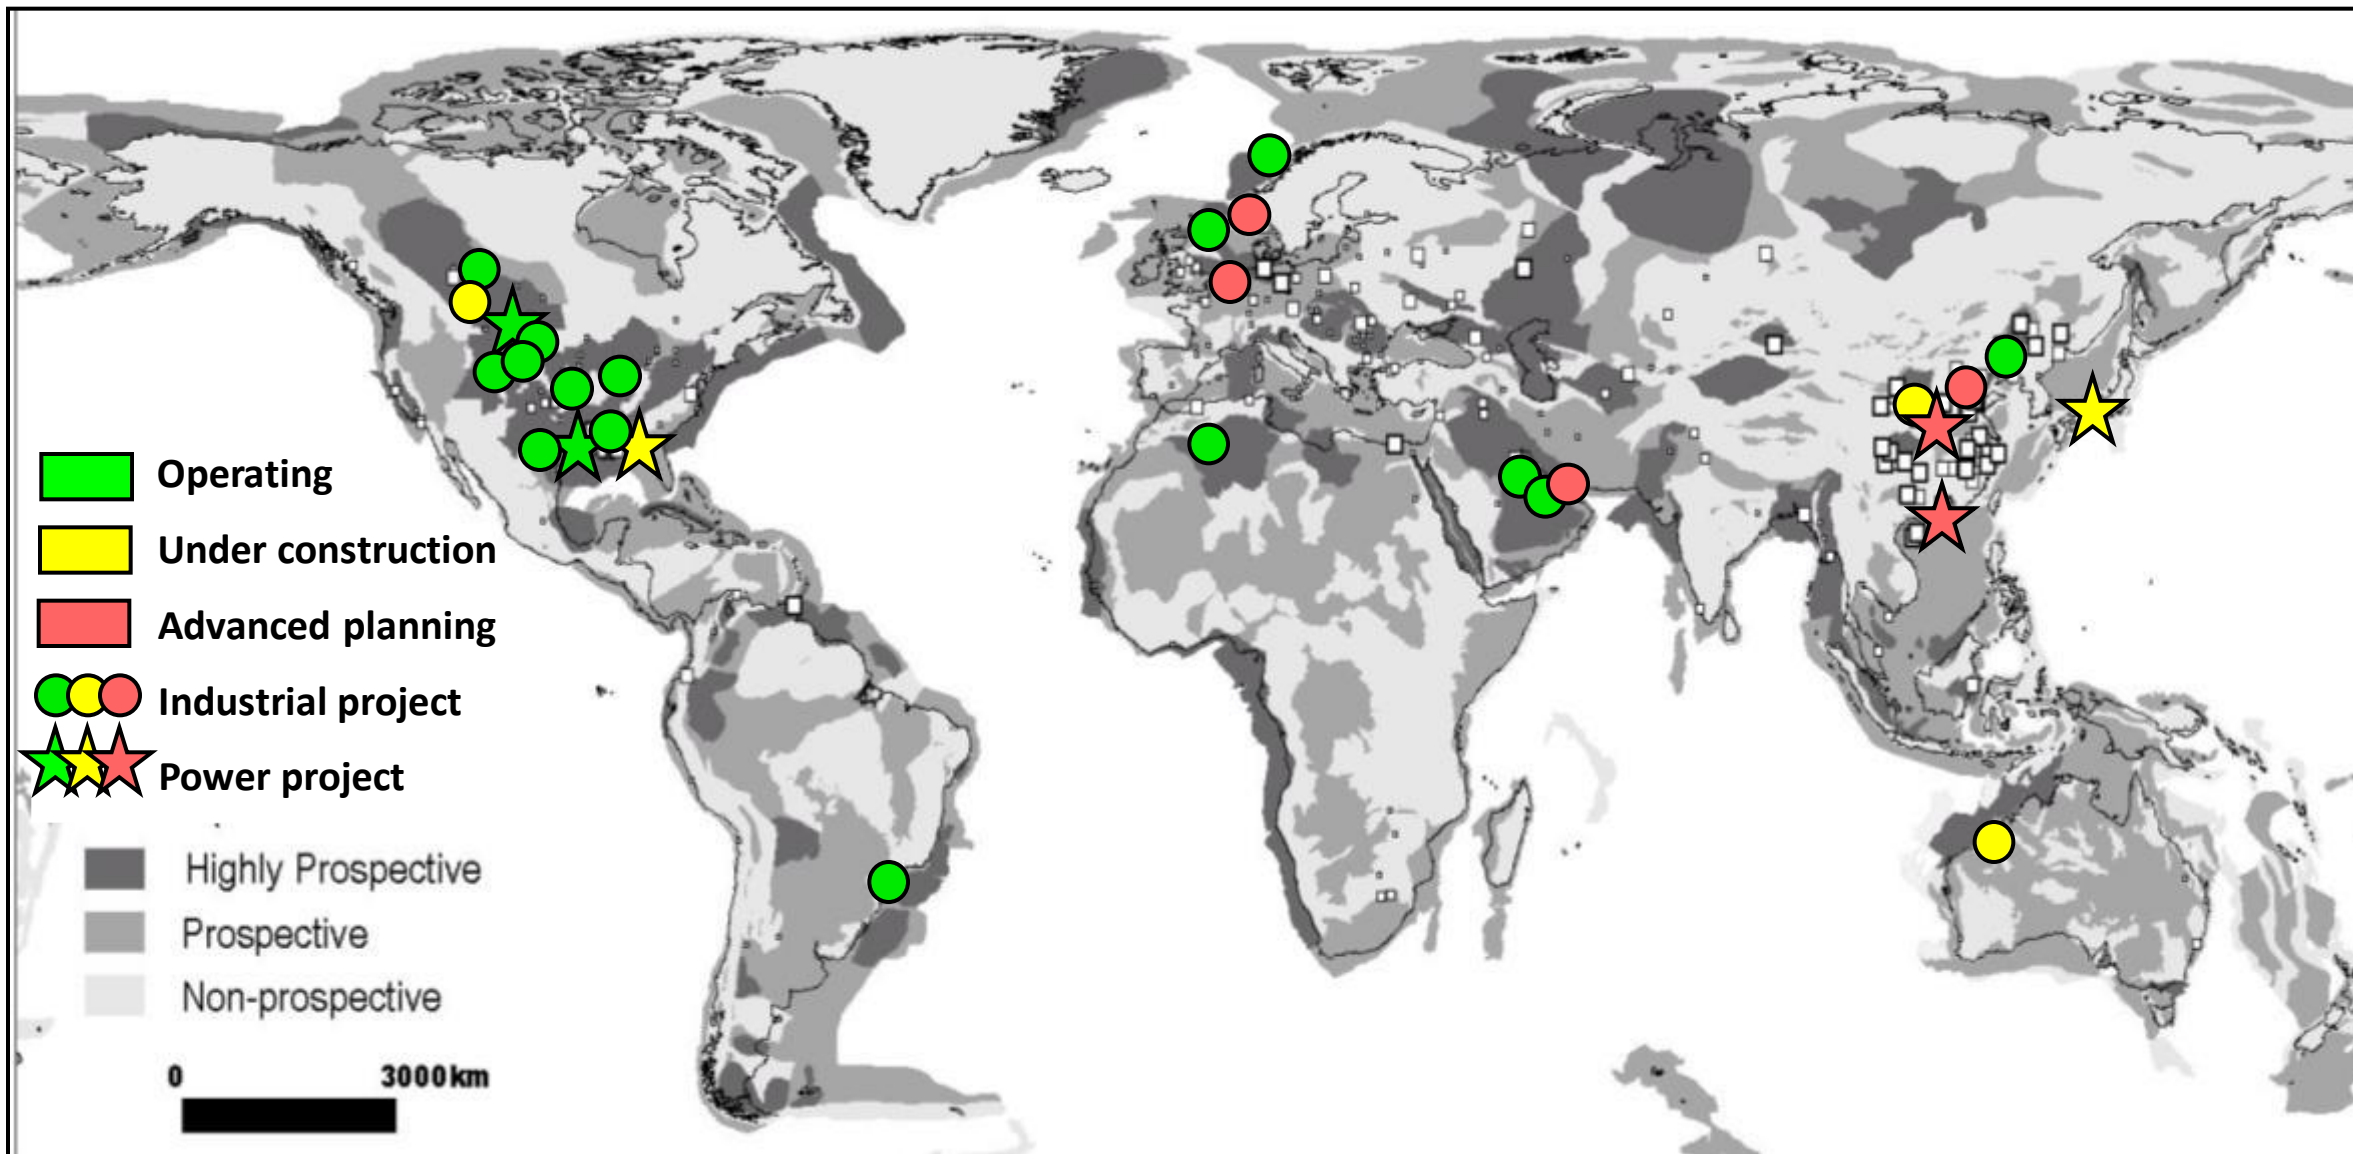 Operating
Under construction
Advanced planning
Industrial project
Power project
Highly Prospective
Prospective
Non-prospective
0 3000km